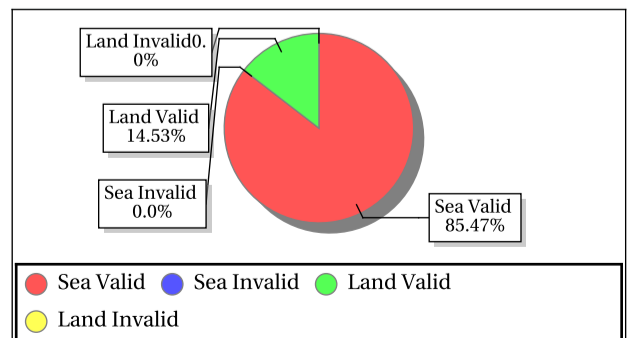 Land Invalid0.
0%
Land Valid
14.53%
Sea Invalid
0.0%
Sea Valid
85.47%
Sea Valid Sea Invalid Land Valid
Land Invalid